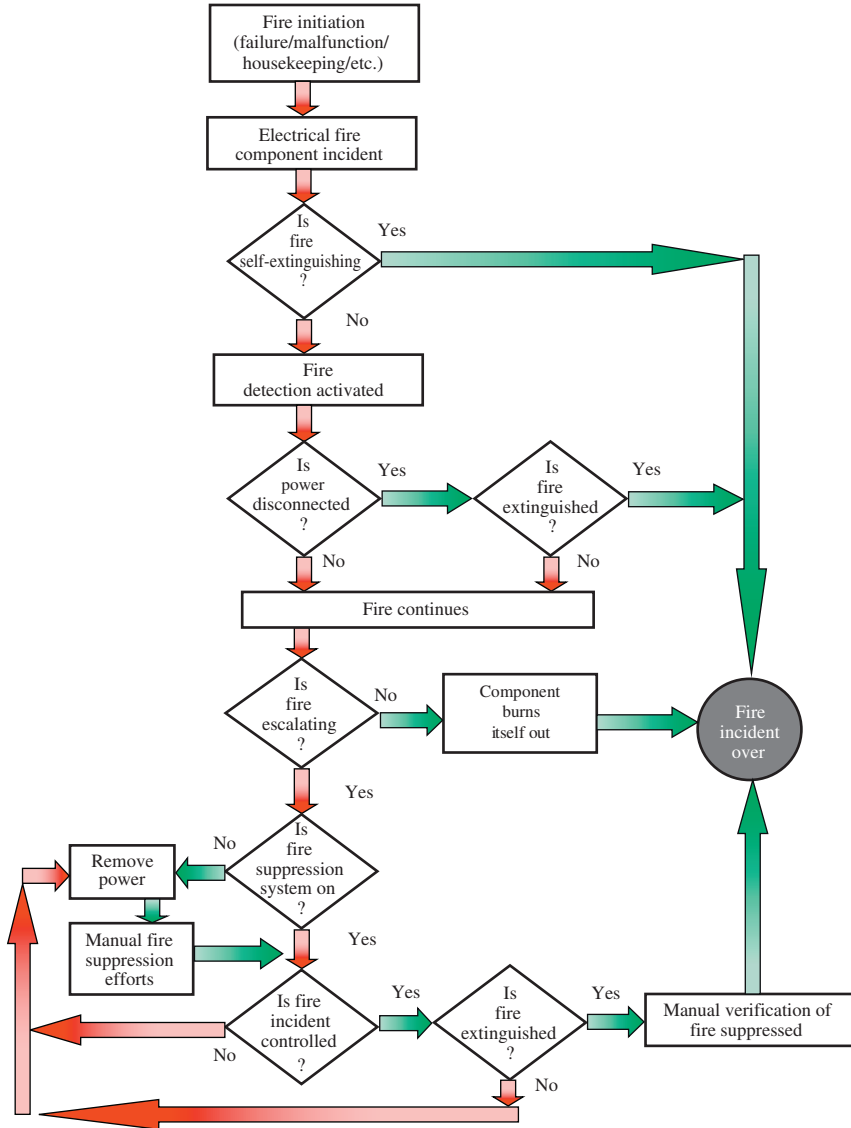 Fire initiation
(failure/malfunction/
housekeeping/etc.)
Electrical fire
component incident
Is
fire
self-extinguishing
?
Yes
No
Fire
detection activated
Is
power
disconnected
?
Yes
Is
fire
extinguished
?
Yes
No
No
Fire continues
Is
fire
escalating
?
No
Component
burns
itself out
Fire
incident
over
Yes
Is
fire
suppression
system on
?
No
Remove
power
Yes
Manual fire
suppression
efforts
Is fire
incident
controlled
?
Yes
No
Is
fire
extinguished
?
Yes
Manual verification of
fire suppressed
No